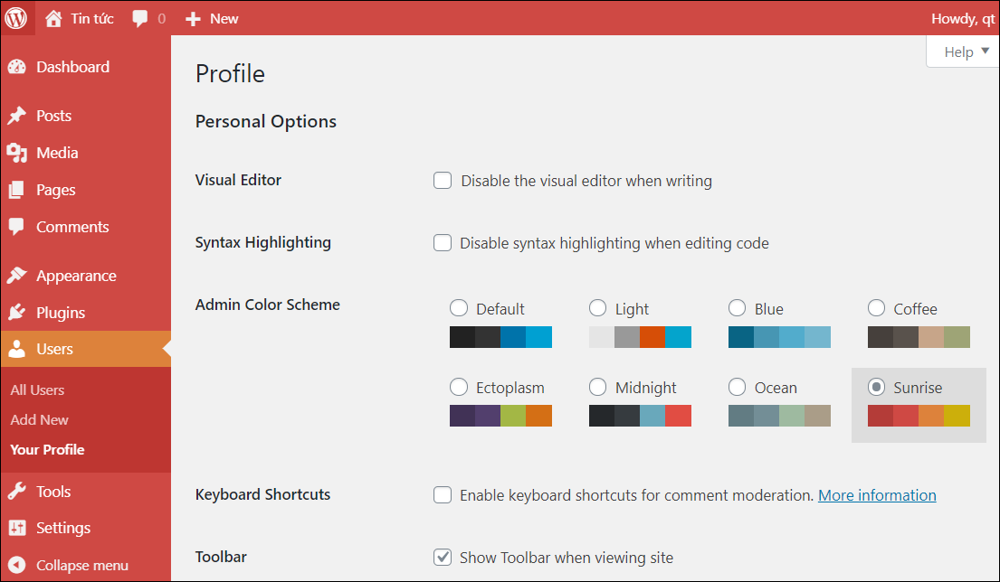 Tin tức
0
New
Howdy, qt
Help
Dashboard
Posts
Media
Pages
Comments
Appearance
Plugins
Users
All Users
Add New
Your Profile
Tools
Settings
Collapse menu
Profile
Personal Options
Visual Editor
Disable the visual editor when writing
Syntax Highlighting
Disable syntax highlighting when editing code
Admin Color Scheme
Default
Light
Blue
Coffee
Ectoplasm
Midnight
Ocean
Sunrise
Keyboard Shortcuts
Enable keyboard shortcuts for comment moderation. More information
Toolbar
Show Toolbar when viewing site